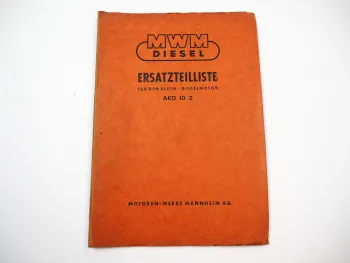 MWM
DIESEL
ERSATZTEILLISTE
FÜR DEN KLEIN-DIESELMOTOR
AKD 10 Z
MOTOREN-WERKE MANNHEIM AG